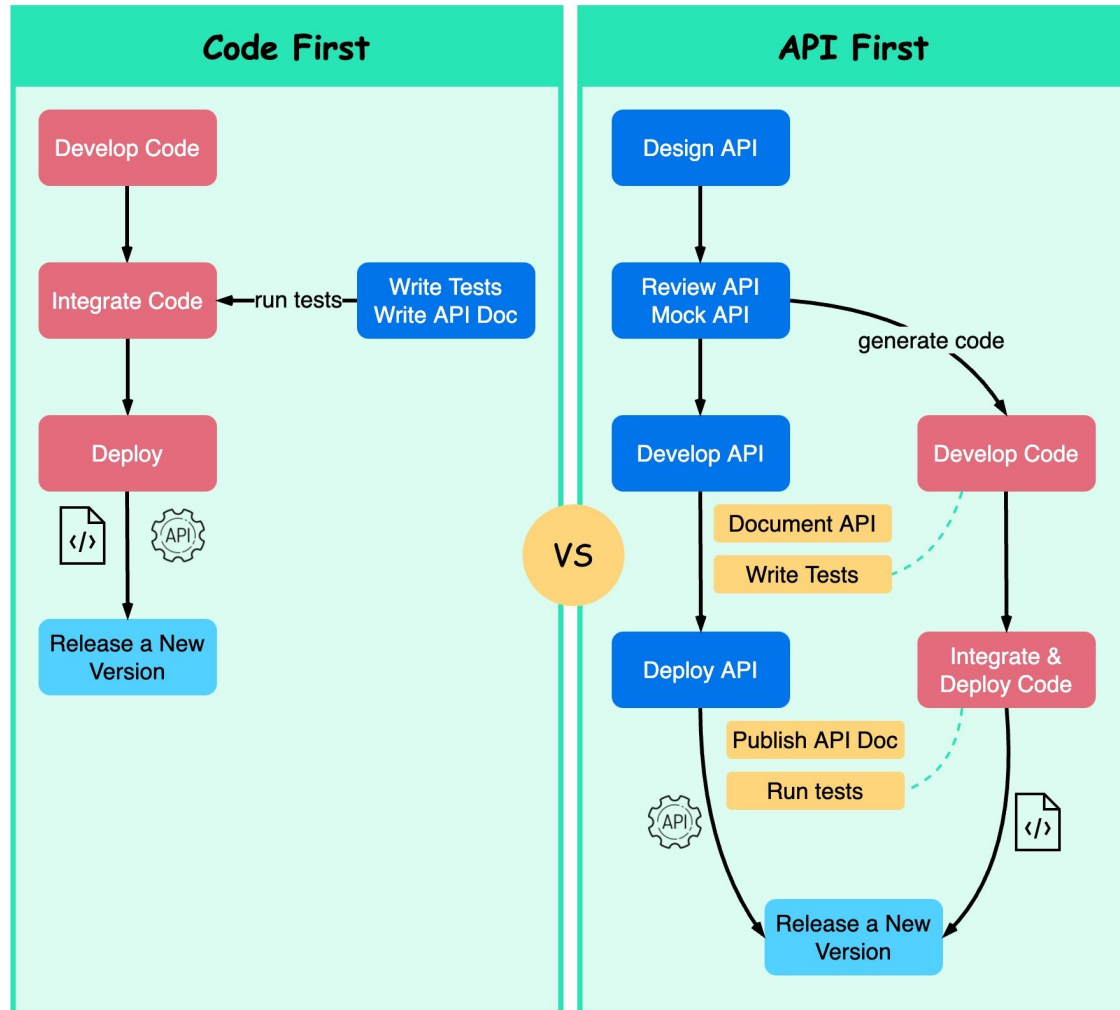 Code First
Develop Code
Integrate Code
run tests
Write Tests
Write API Doc
Deploy
</>
API
Release a New
Version
VS
API First
Design API
Review API
Mock API
generate code
Develop API
Develop Code
Document API
Write Tests
Deploy API
Integrate &
Deploy Code
Publish API Doc
Run tests
API
</>
Release a New
Version